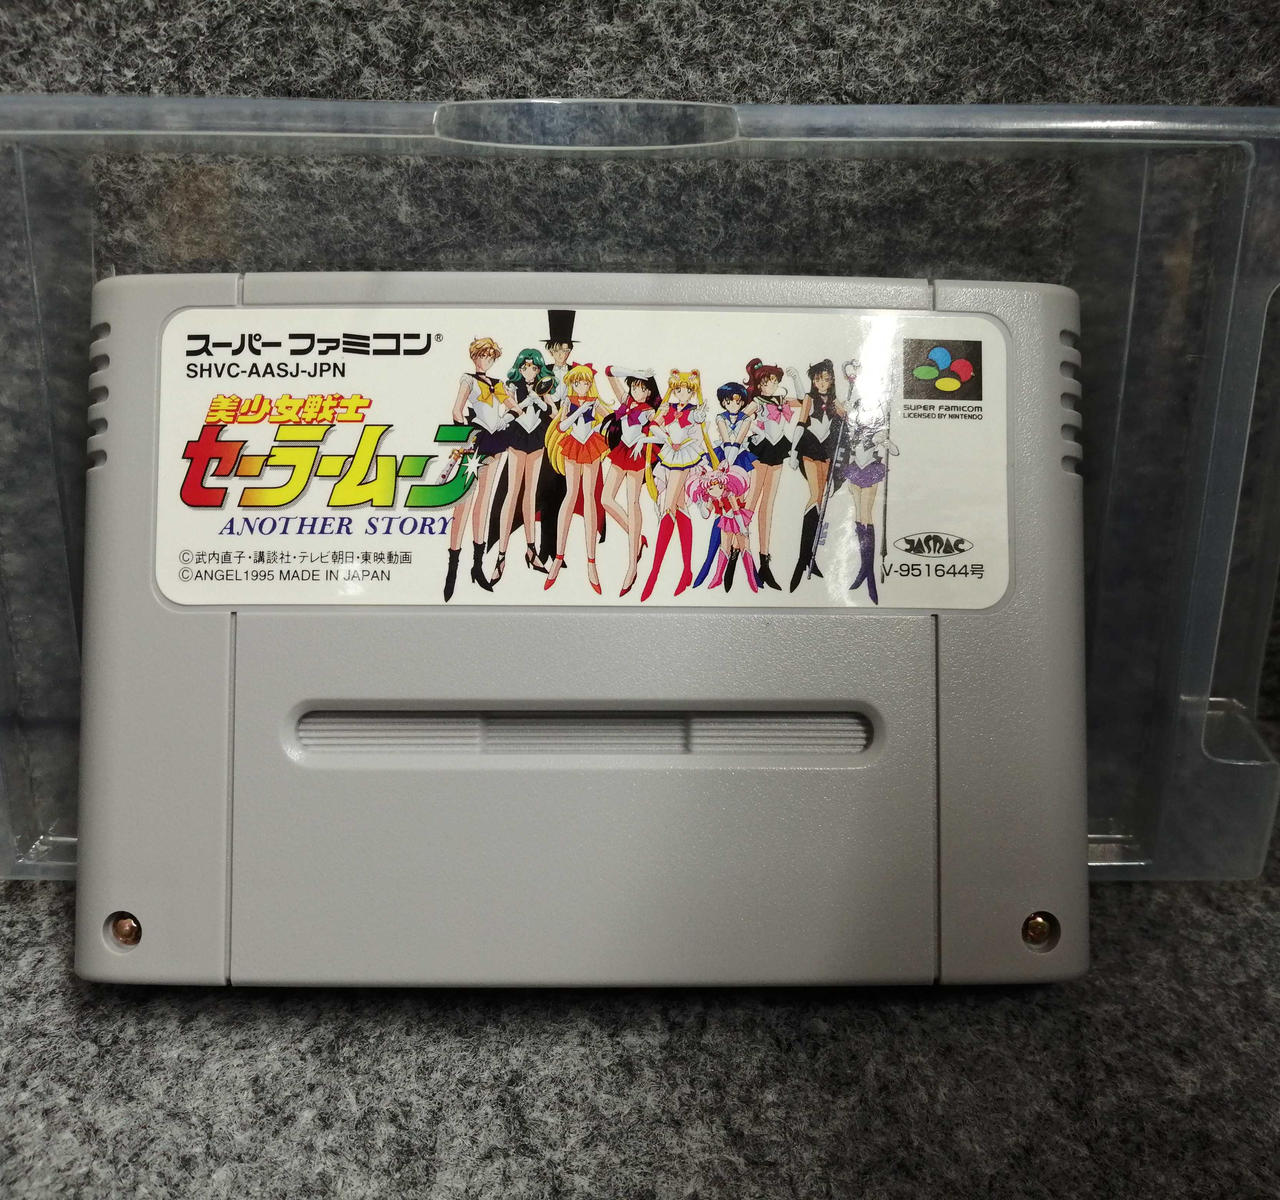 スーパーファミコン®
SHVC-AASJ-JPN
美少女戦士
セーラームーン
ANOTHER STORY
©武内直子・講談社・テレビ朝日・東映動画
©ANGEL1995 MADE IN JAPAN
SUPER FAMICOM
LICENSED BY NINTENDO
JASRAC
V-951644号